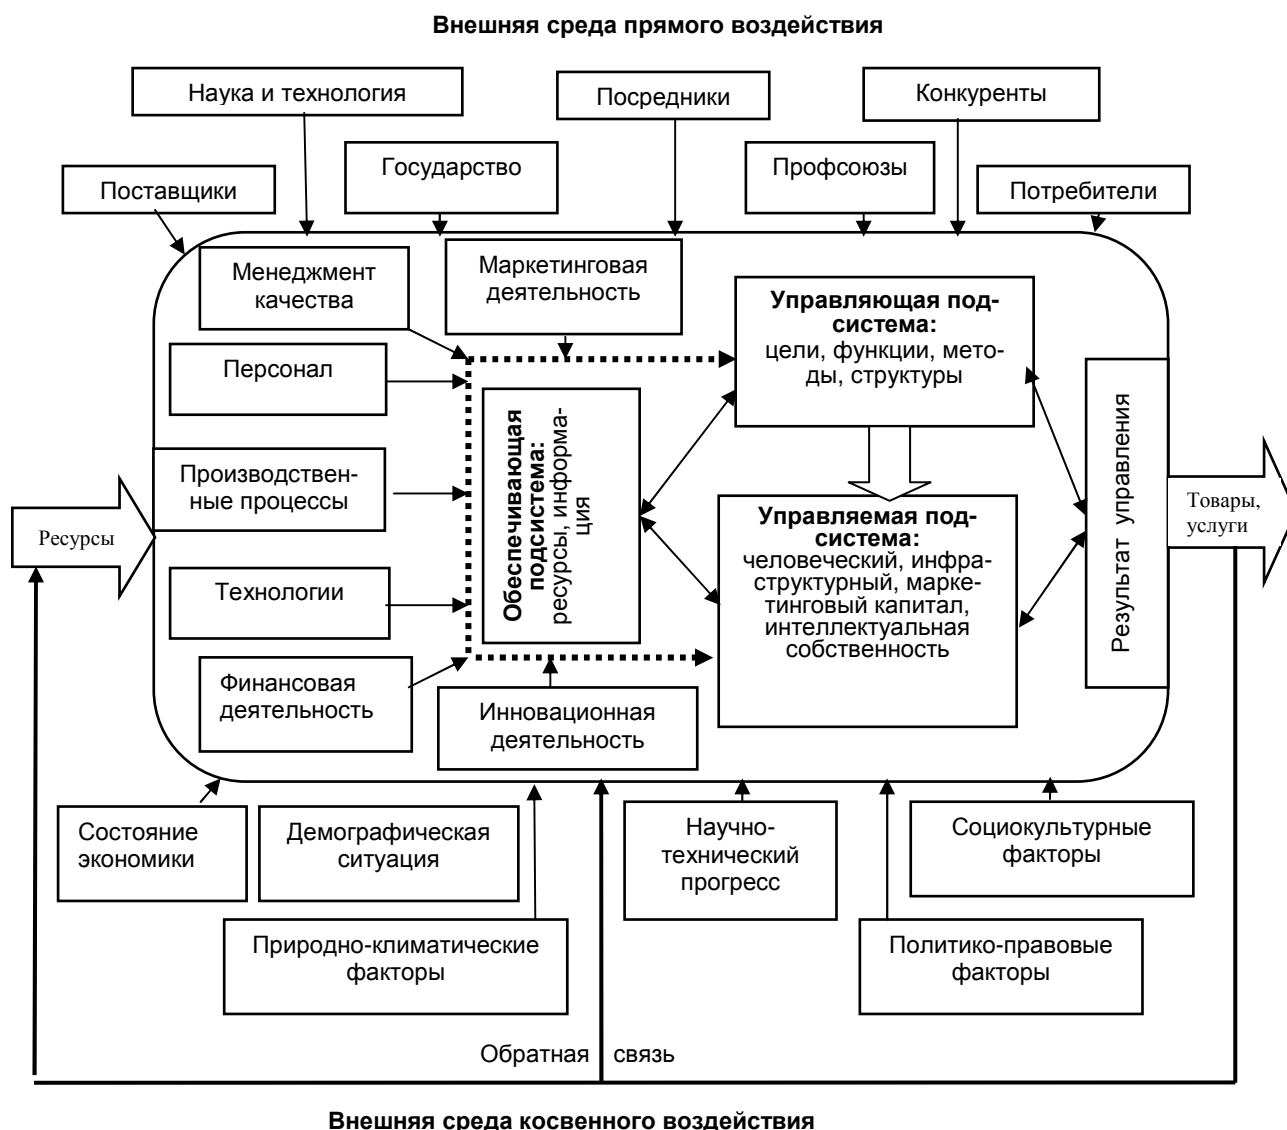 Внешняя среда прямого воздействия
Наука и технология
Посредники
Конкуренты
Государство
Профсоюзы
Поставщики
Потребители
Менеджмент
качества
Маркетинговая
деятельность
Управляющая под-
система:
цели, функции, мето-
ды, структуры
Персонал
Обеспечивающая
подсистема:
ресурсы, информа-
ция
Результат управления
Производствен-
ные процессы
Ресурсы
Товары,
услуги
Управляемая под-
система:
человеческий, инфра-
структурный, марке-
тинговый капитал,
интеллектуальная
собственность
Технологии
Финансовая
деятельность
Инновационная
деятельность
Состояние
экономики
Демографическая
ситуация
Научно-
технический
прогресс
Социокультурные
факторы
Природно-климатические
факторы
Политико-правовые
факторы
Обратная связь
Внешняя среда косвенного воздействия